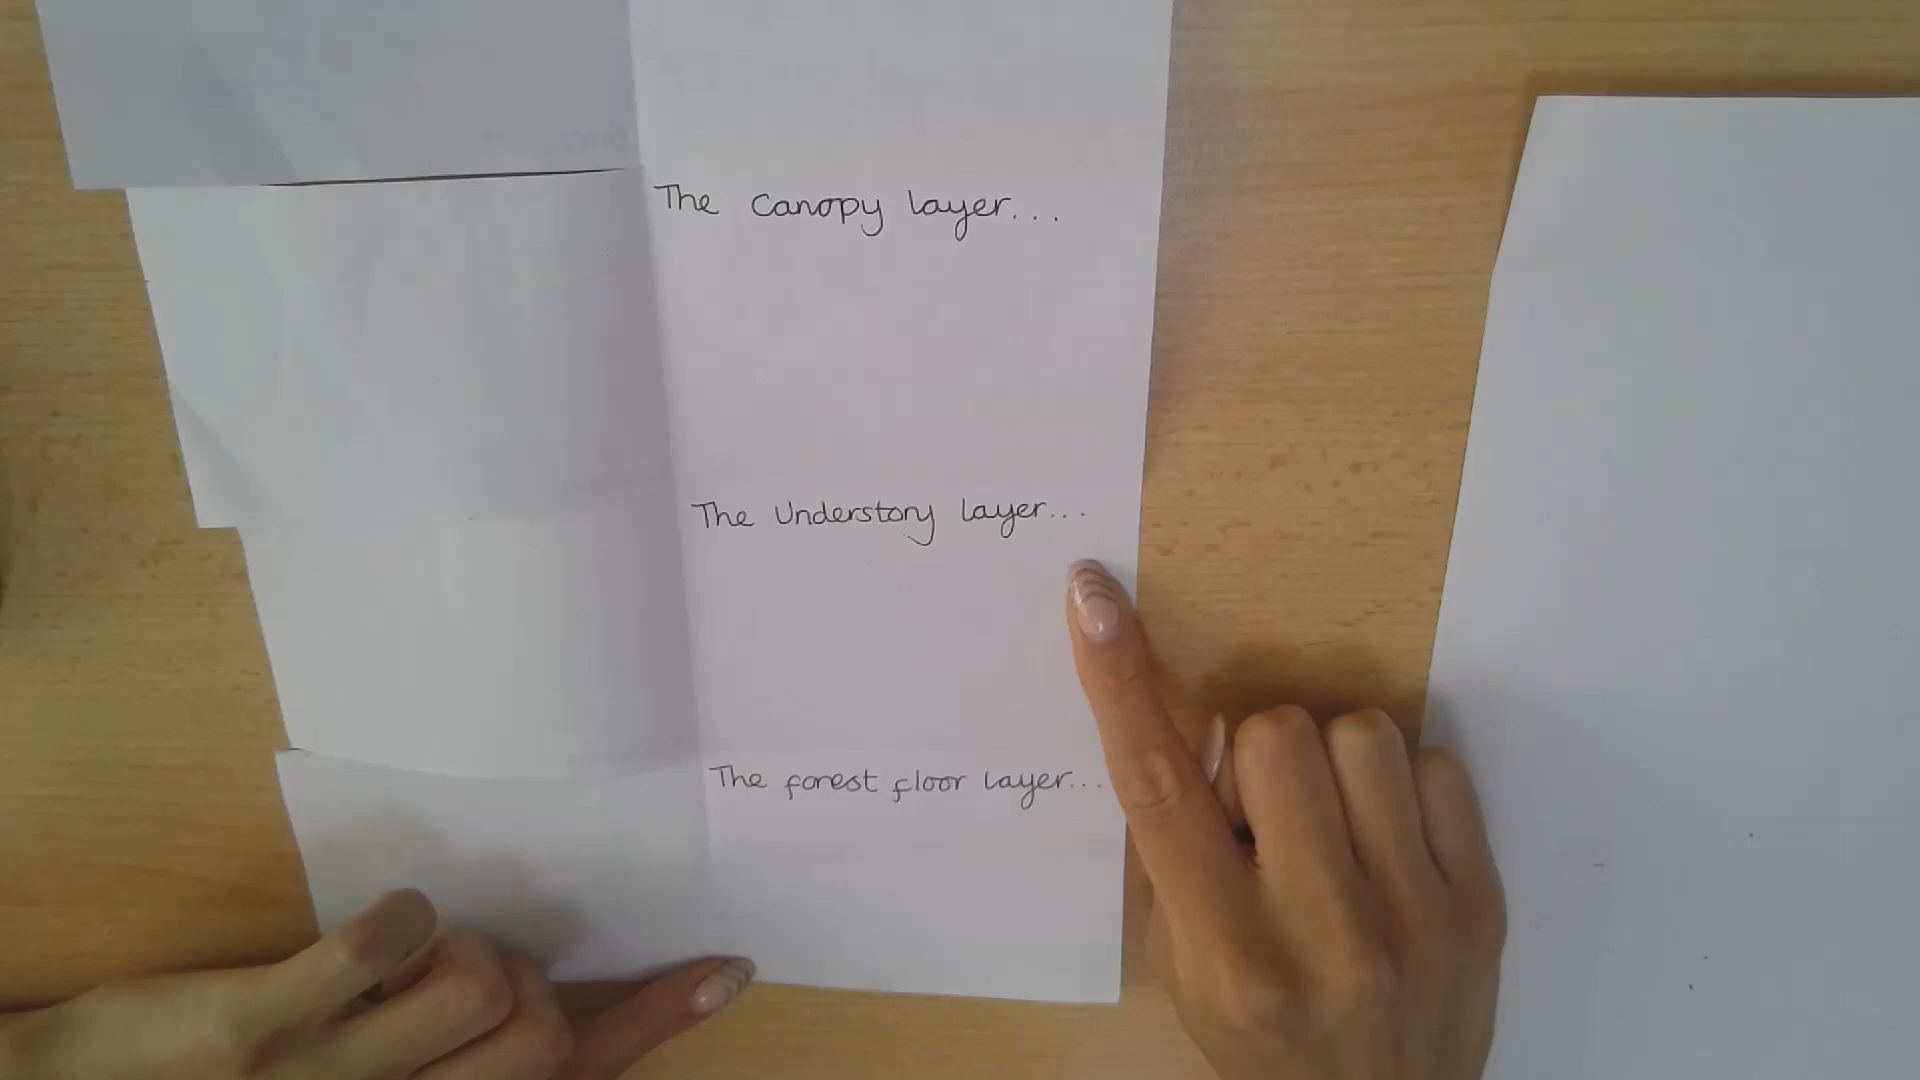 The Canopy layer...
The Understory layer...
The forest floor layer...